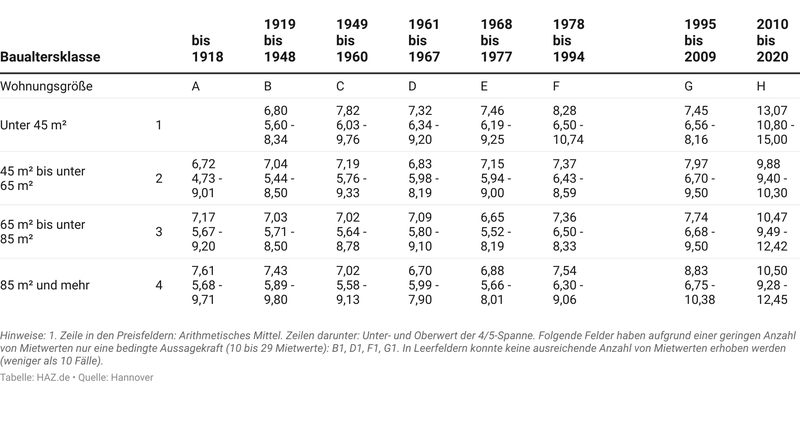 1919 1949 1961 1968 1978 1995 2010
bis bis bis bis bis bis bis bis
Baualtersklasse 1918 1948 1960 1967 1977 1994 2009 2020
Wohnungsgröße A B C D E F G H
6,80 7,82 7,32 7,46 8,28 7,45 13,07
Unter 45 m² 1 5,60 - 6,03 - 6,34 - 6,19 - 6,50 - 6,56 - 10,80 -
8,34 9,76 9,20 9,25 10,74 8,16 15,00
6,72 7,04 7,19 6,83 7,15 7,37 7,97 9,88
45 m² bis unter 2 4,73 - 5,44 - 5,76 - 5,98 - 5,94 - 6,43 - 6,70 - 9,40 -
65 m² 9,01 8,50 9,33 8,19 9,00 8,59 9,50 10,30
7,17 7,03 7,02 7,09 6,65 7,36 7,74 10,47
65 m² bis unter 3 5,67 - 5,71 - 5,64 - 5,80 - 5,52 - 6,50 - 6,68 - 9,49 -
85 m² 9,20 8,50 8,78 9,10 8,19 8,33 9,50 12,42
7,61 7,43 7,02 6,70 6,88 7,54 8,83 10,50
85 m² und mehr 4 5,68 - 5,89 - 5,58 - 5,99 - 5,66 - 6,30 - 6,75 - 9,28 -
9,71 9,80 9,13 7,90 8,01 9,06 10,38 12,45
Hinweise: 1. Zeile in den Preisfeldern: Arithmetisches Mittel. Zeilen darunter: Unter- und Oberwert der 4/5-Spanne. Folgende Felder haben aufgrund einer geringen Anzahl
von Mietwerten nur eine bedingte Aussagekraft (10 bis 29 Mietwerte): B1, D1, F1, G1. In Leerfeldern konnte keine ausreichende Anzahl von Mietwerten erhoben werden
(weniger als 10 Fälle).
Tabelle: HAZ.de • Quelle: Hannover